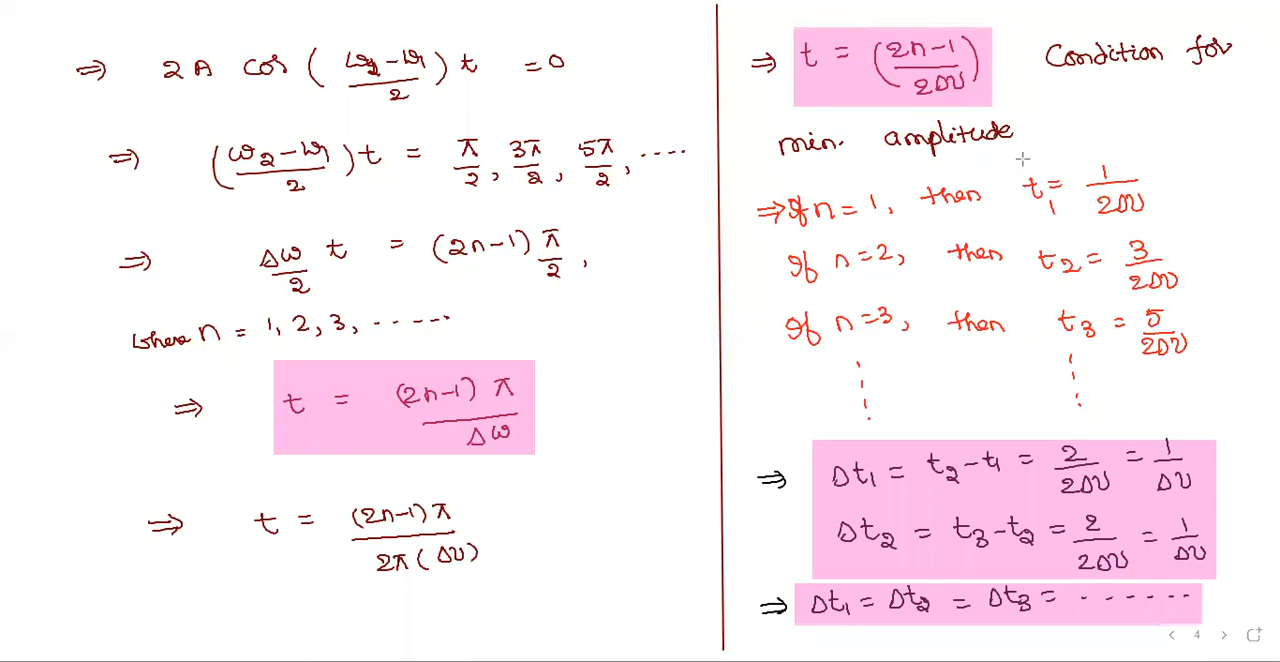 ⇒ 2A cos ( (ω₂-ω₁)/2 ) t = 0
⇒ ( (ω₂-ω₁)/2 ) t = π/2, 3π/2, 5π/2, ....
⇒ Δω/2 t = (2n-1) π/2,
where n = 1, 2, 3, ......
⇒ t = (2n-1) π / Δω
⇒ t = (2n-1) π / 2π (Δν)
⇒ t = ( (2n-1) / 2Δν ) Condition for
min. amplitude
⇒ If n = 1, then t₁ = 1/2Δν
If n = 2, then t₂ = 3/2Δν
If n = 3, then t₃ = 5/2Δν
⇒ Δt₁ = t₂ - t₁ = 2/2Δν = 1/Δν
Δt₂ = t₃ - t₂ = 2/2Δν = 1/Δν
⇒ Δt₁ = Δt₂ = Δt₃ = .......
< 4 >